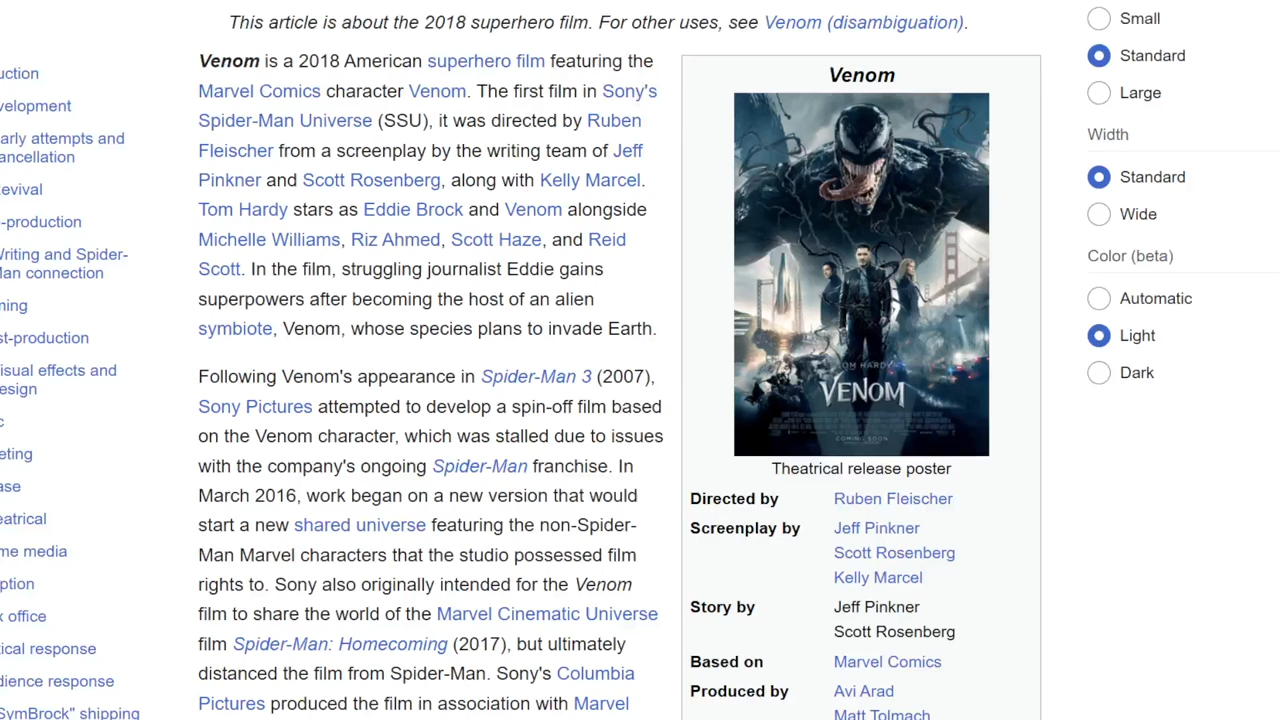 This article is about the 2018 superhero film. For other uses, see Venom (disambiguation).
uction
velopment
arly attempts and
ancellation
evival
-production
Writing and Spider-
Man connection
ming
st-production
isual effects and
esign
c
eting
ase
eatrical
me media
ption
x office
tical response
dience response
SymBrock" shipping
Venom is a 2018 American superhero film featuring the
Marvel Comics character Venom. The first film in Sony's
Spider-Man Universe (SSU), it was directed by Ruben
Fleischer from a screenplay by the writing team of Jeff
Pinkner and Scott Rosenberg, along with Kelly Marcel.
Tom Hardy stars as Eddie Brock and Venom alongside
Michelle Williams, Riz Ahmed, Scott Haze, and Reid
Scott. In the film, struggling journalist Eddie gains
superpowers after becoming the host of an alien
symbiote, Venom, whose species plans to invade Earth.
Following Venom's appearance in Spider-Man 3 (2007),
Sony Pictures attempted to develop a spin-off film based
on the Venom character, which was stalled due to issues
with the company's ongoing Spider-Man franchise. In
March 2016, work began on a new version that would
start a new shared universe featuring the non-Spider-
Man Marvel characters that the studio possessed film
rights to. Sony also originally intended for the Venom
film to share the world of the Marvel Cinematic Universe
film Spider-Man: Homecoming (2017), but ultimately
distanced the film from Spider-Man. Sony's Columbia
Pictures produced the film in association with Marvel
Venom
TOM HARDY
VENOM
COMING SOON
Theatrical release poster
Directed by Ruben Fleischer
Screenplay by Jeff Pinkner
Scott Rosenberg
Kelly Marcel
Story by Jeff Pinkner
Scott Rosenberg
Based on Marvel Comics
Produced by Avi Arad
Matt Tolmach
Small
Standard
Large
Width
Standard
Wide
Color (beta)
Automatic
Light
Dark